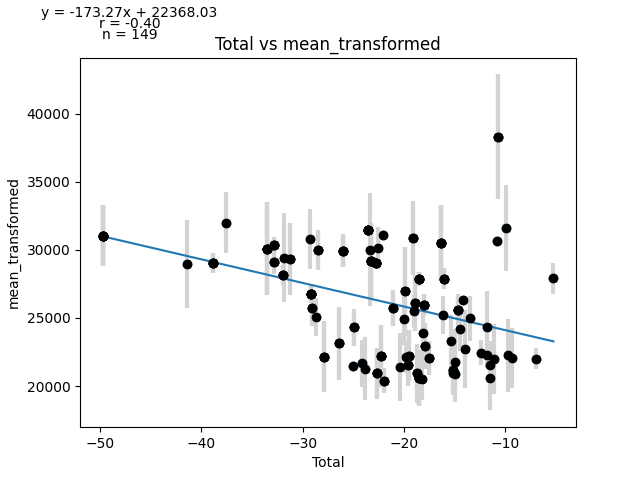 y = -173.27x + 22368.03
r = -0.40
n = 149
Total vs mean_transformed
mean_transformed
40000
35000
30000
25000
20000
−50
−40
−30
−20
−10
Total